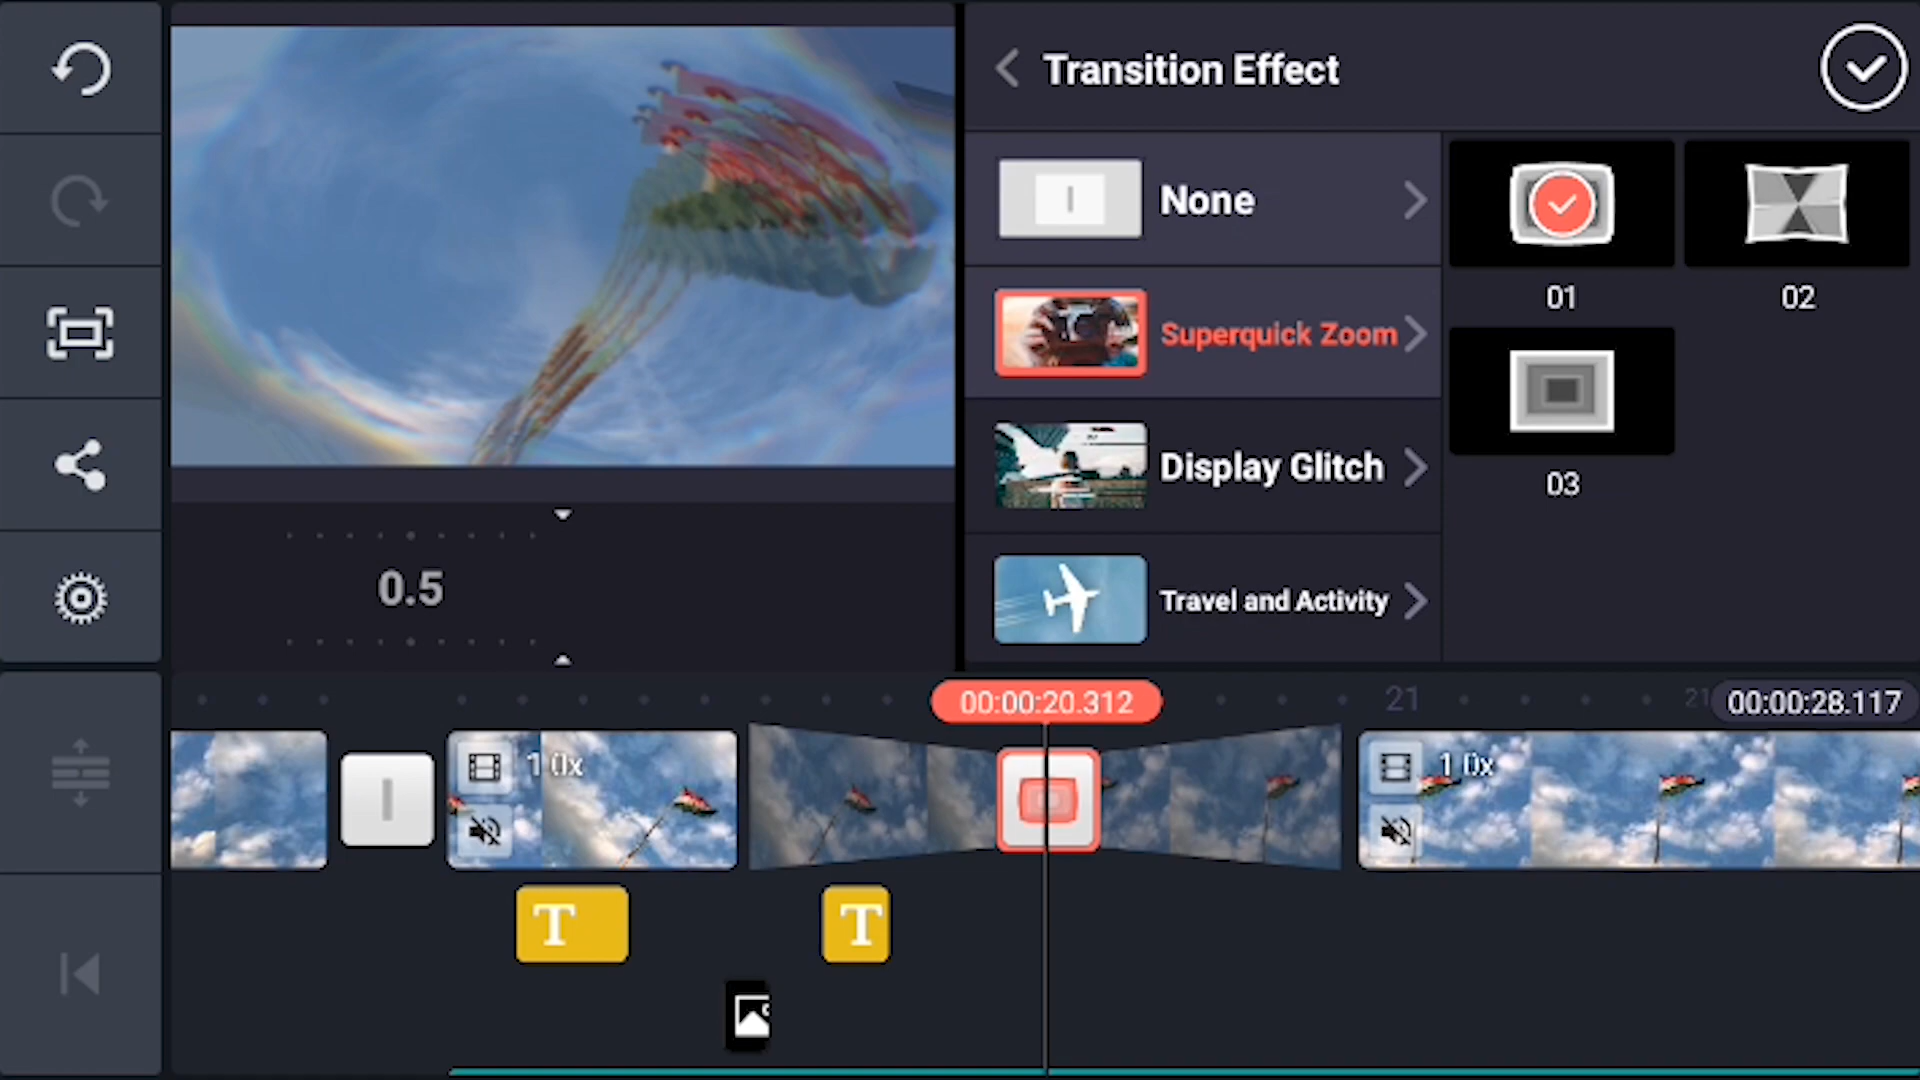 Transition Effect
None
01
02
Superquick Zoom
03
Display Glitch
Travel and Activity
0.5
00:00:20.312
21
21
00:00:28.117
1.0x
1.0x
T
T